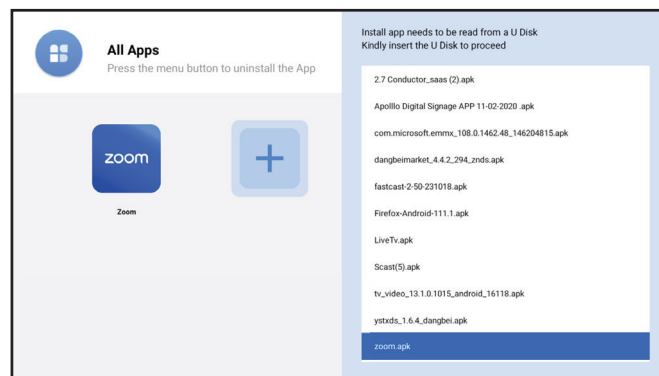 All Apps
Press the menu button to uninstall the App
zoom
Zoom
Install app needs to be read from a U Disk
Kindly insert the U Disk to proceed
2.7 Conductor_saas (2).apk
Apolllo Digital Signage APP 11-02-2020 .apk
com.microsoft.emmx_108.0.1462.48_146204815.apk
dangbeimarket_4.4.2_294_znds.apk
fastcast-2-50-231018.apk
Firefox-Android-111.1.apk
LiveTv.apk
Scast(5).apk
tv_video_13.1.0.1015_android_16118.apk
ystxds_1.6.4_dangbei.apk
zoom.apk